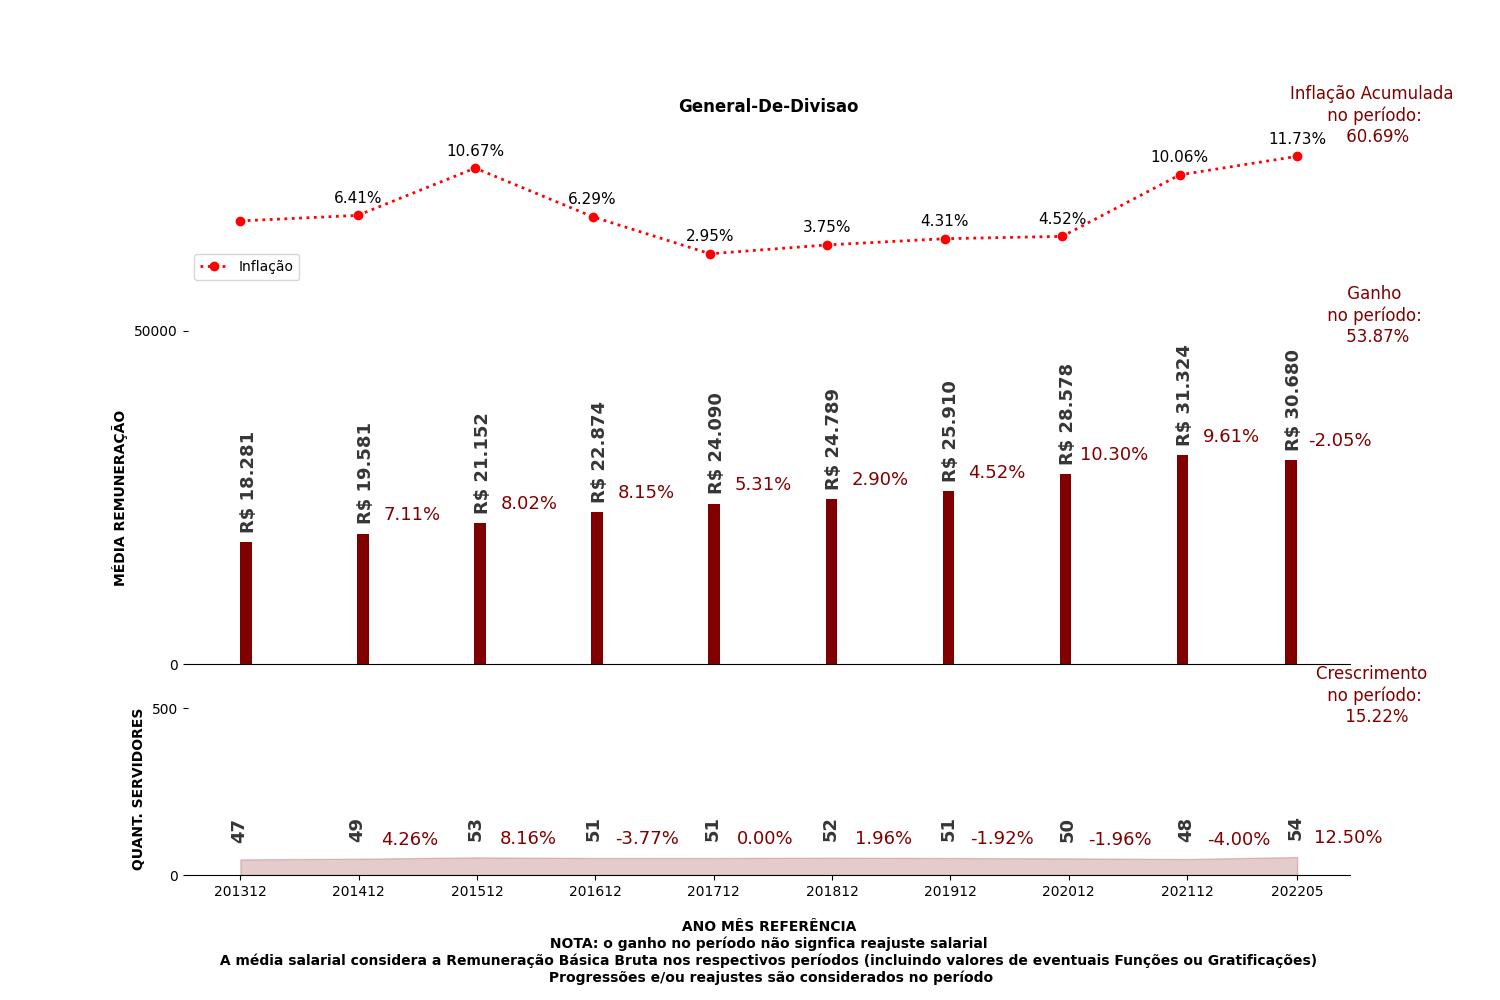 General-De-Divisao
Inflação Acumulada
no período:
60.69%
6.41%
10.67%
6.29%
2.95%
3.75%
4.31%
4.52%
10.06%
11.73%
Inflação
Ganho
no período:
53.87%
50000
0
MÉDIA REMUNERAÇÃO
R$ 18.281
R$ 19.581
7.11%
R$ 21.152
8.02%
R$ 22.874
8.15%
R$ 24.090
5.31%
R$ 24.789
2.90%
R$ 25.910
4.52%
R$ 28.578
10.30%
R$ 31.324
9.61%
R$ 30.680
-2.05%
Crescrimento
no período:
15.22%
500
0
QUANT. SERVIDORES
47
49
4.26%
53
8.16%
51
-3.77%
51
0.00%
52
1.96%
51
-1.92%
50
-1.96%
48
-4.00%
54
12.50%
201312
201412
201512
201612
201712
201812
201912
202012
202112
202205
ANO MÊS REFERÊNCIA
NOTA: o ganho no período não signfica reajuste salarial
A média salarial considera a Remuneração Básica Bruta nos respectivos períodos (incluindo valores de eventuais Funções ou Gratificações)
Progressões e/ou reajustes são considerados no período